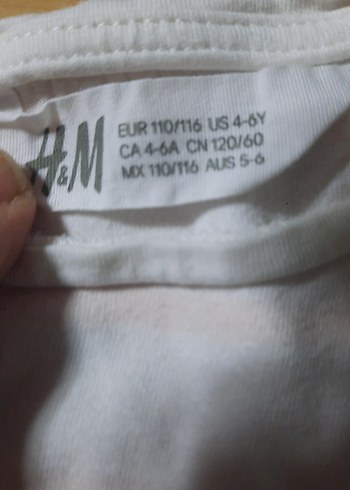 H&M
EUR 110/116 US 4-6Y
CA 4-6A CN 120/60
MX 110/116 AUS 5-6